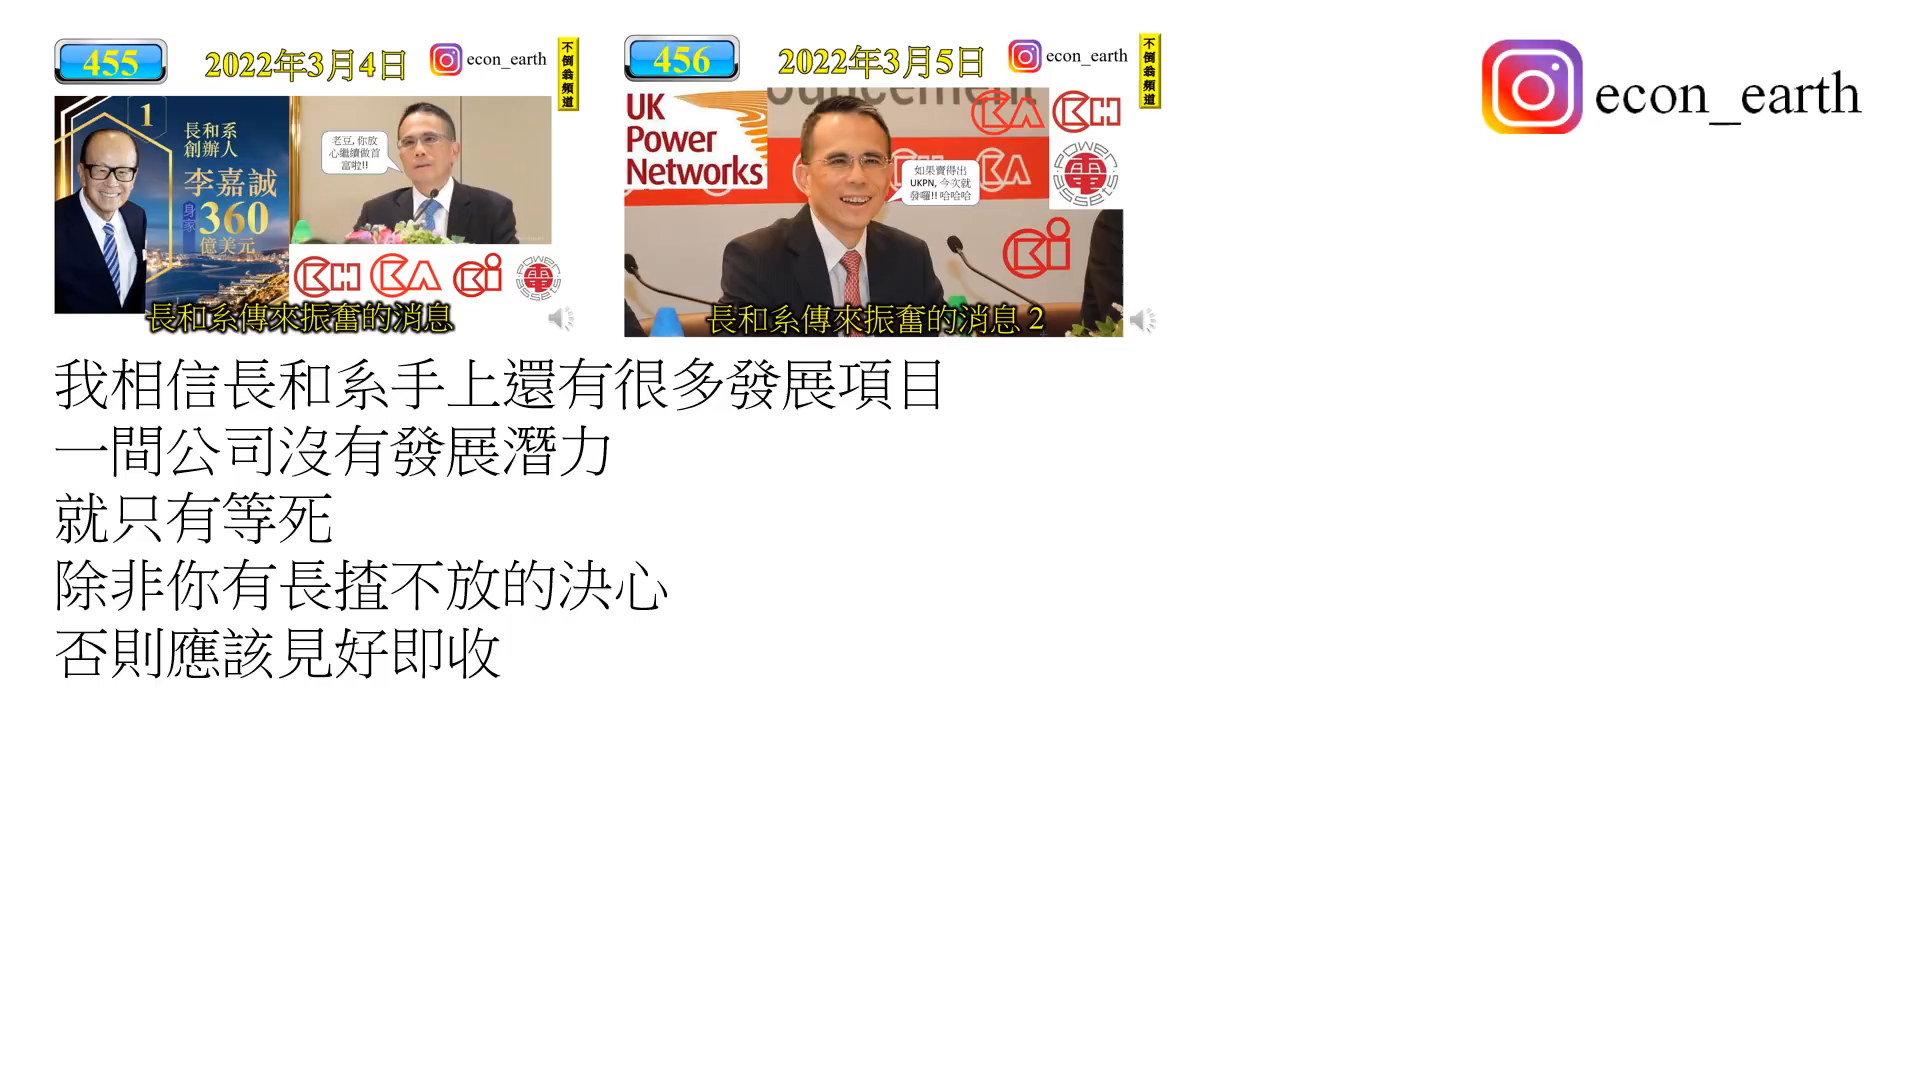 455
2022年3月4日
econ_earth
不倒翁頻道
1
長和系
創辦人
李嘉誠
身家
360
億美元
老豆, 你放
心繼續做首
富啦!!
長和系傳來振奮的消息
456
2022年3月5日
econ_earth
不倒翁頻道
UK
Power
Networks
如果賣得出
UKPN, 今次就
發囉!! 哈哈哈
電
長和系傳來振奮的消息 2
econ_earth
我相信長和系手上還有很多發展項目
一間公司沒有發展潛力
就只有等死
除非你有長揸不放的決心
否則應該見好即收